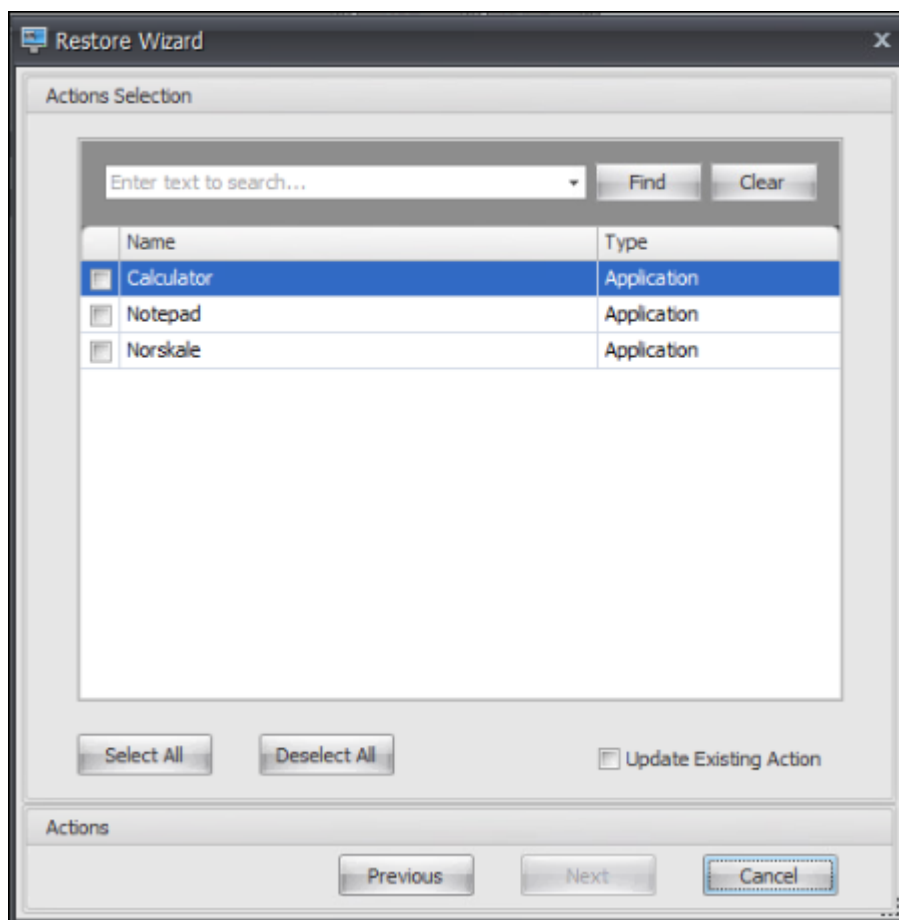 Restore Wizard x
Actions Selection
Enter text to search... Find Clear
Name Type
Calculator Application
Notepad Application
Norskale Application
Select All Deselect All Update Existing Action
Actions
Previous Next Cancel